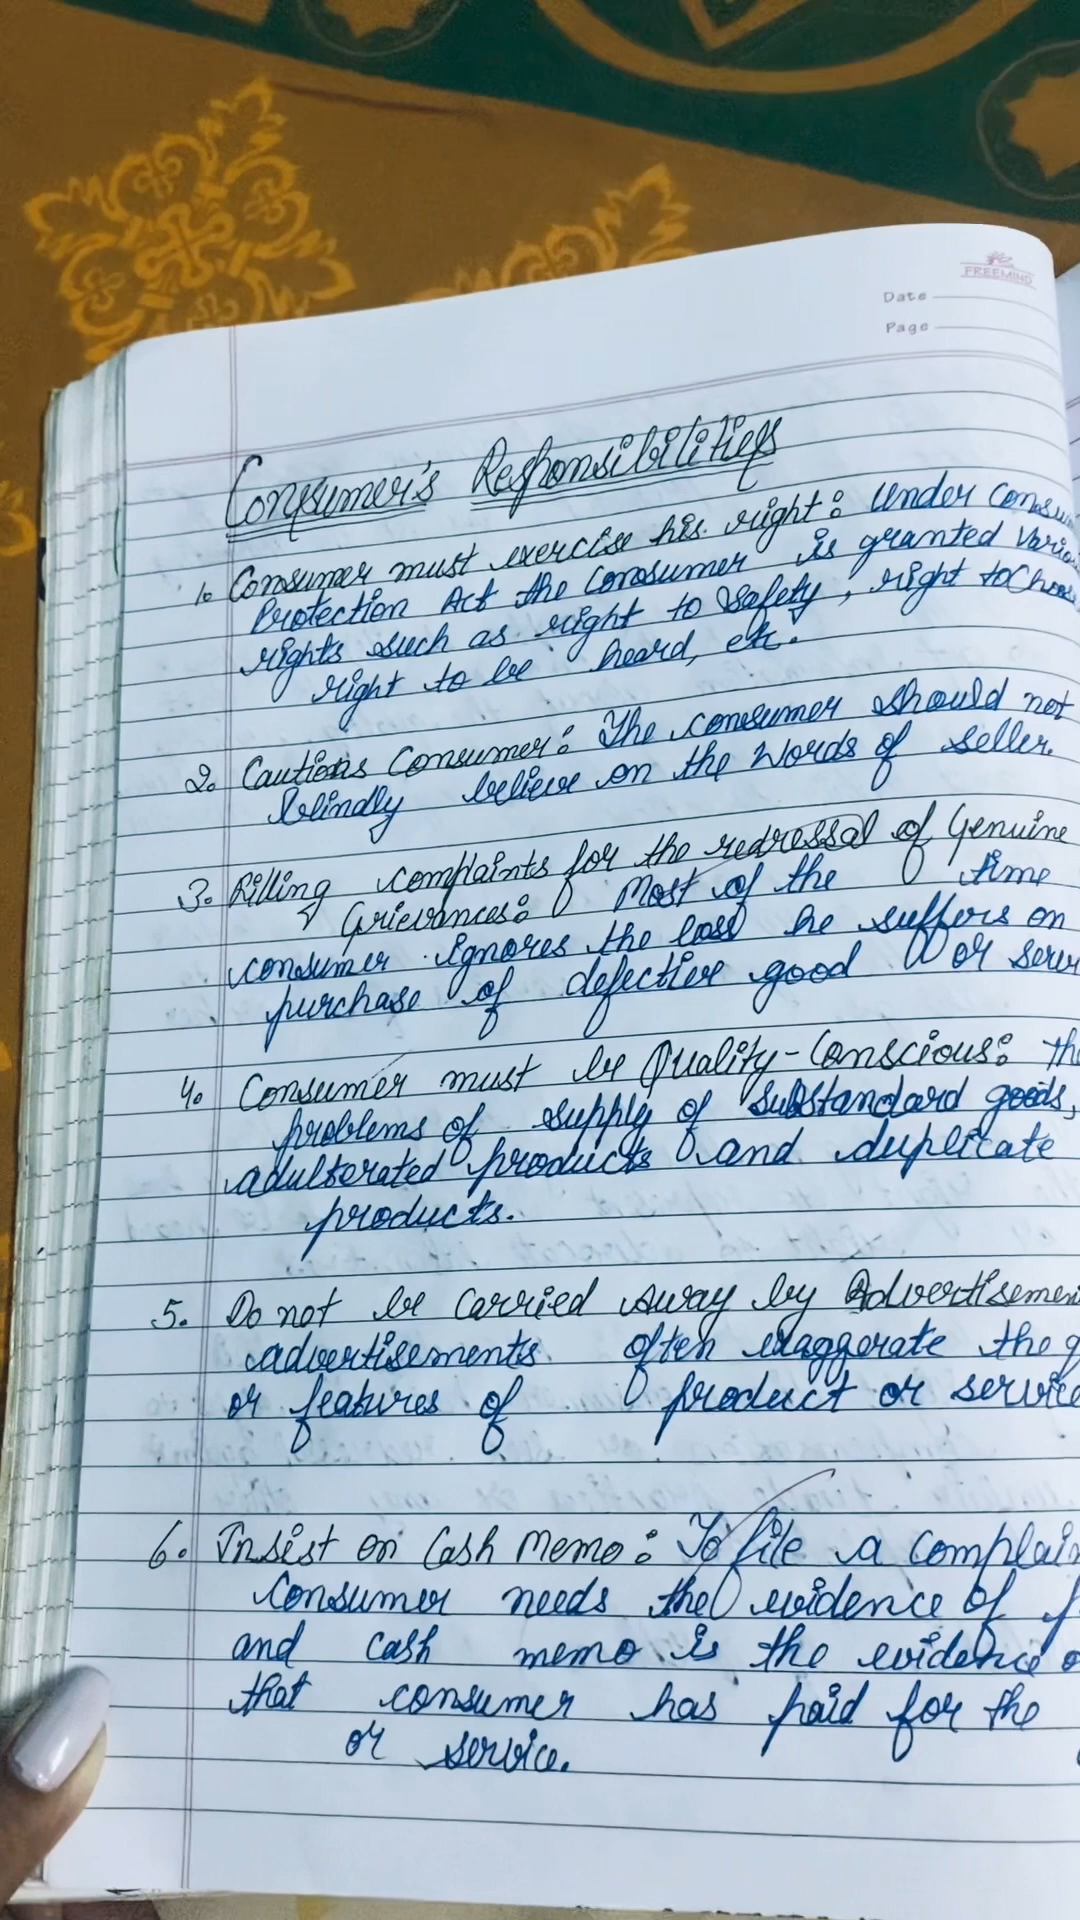 FREEMIND
Date
Page
Consumer's Responsibilities
1. Consumer must exercise his right: Under Consu
Protection Act the consumer is granted Vario
rights such as right to safety, right to Choos
right to be heard, etc.
2. Cautions Consumer: The consumer should not
blindly believe on the words of seller.
3. Filling complaints for the redressal of Genuine
Grievances: Most of the time
consumer ignores the loss he suffers on
purchase of defective good or serv
4. Consumer must be Quality-Conscious: The
problems of supply of substandard goods,
adulterated products and duplicate
products.
5. Do not be Carried away by Advertisemen
advertisements often exaggerate the q
or features of product or service
6. Insist on Cash Memo: To file a complain
consumer needs the evidence of p
and cash memo is the evidence o
that consumer has paid for the
or service.